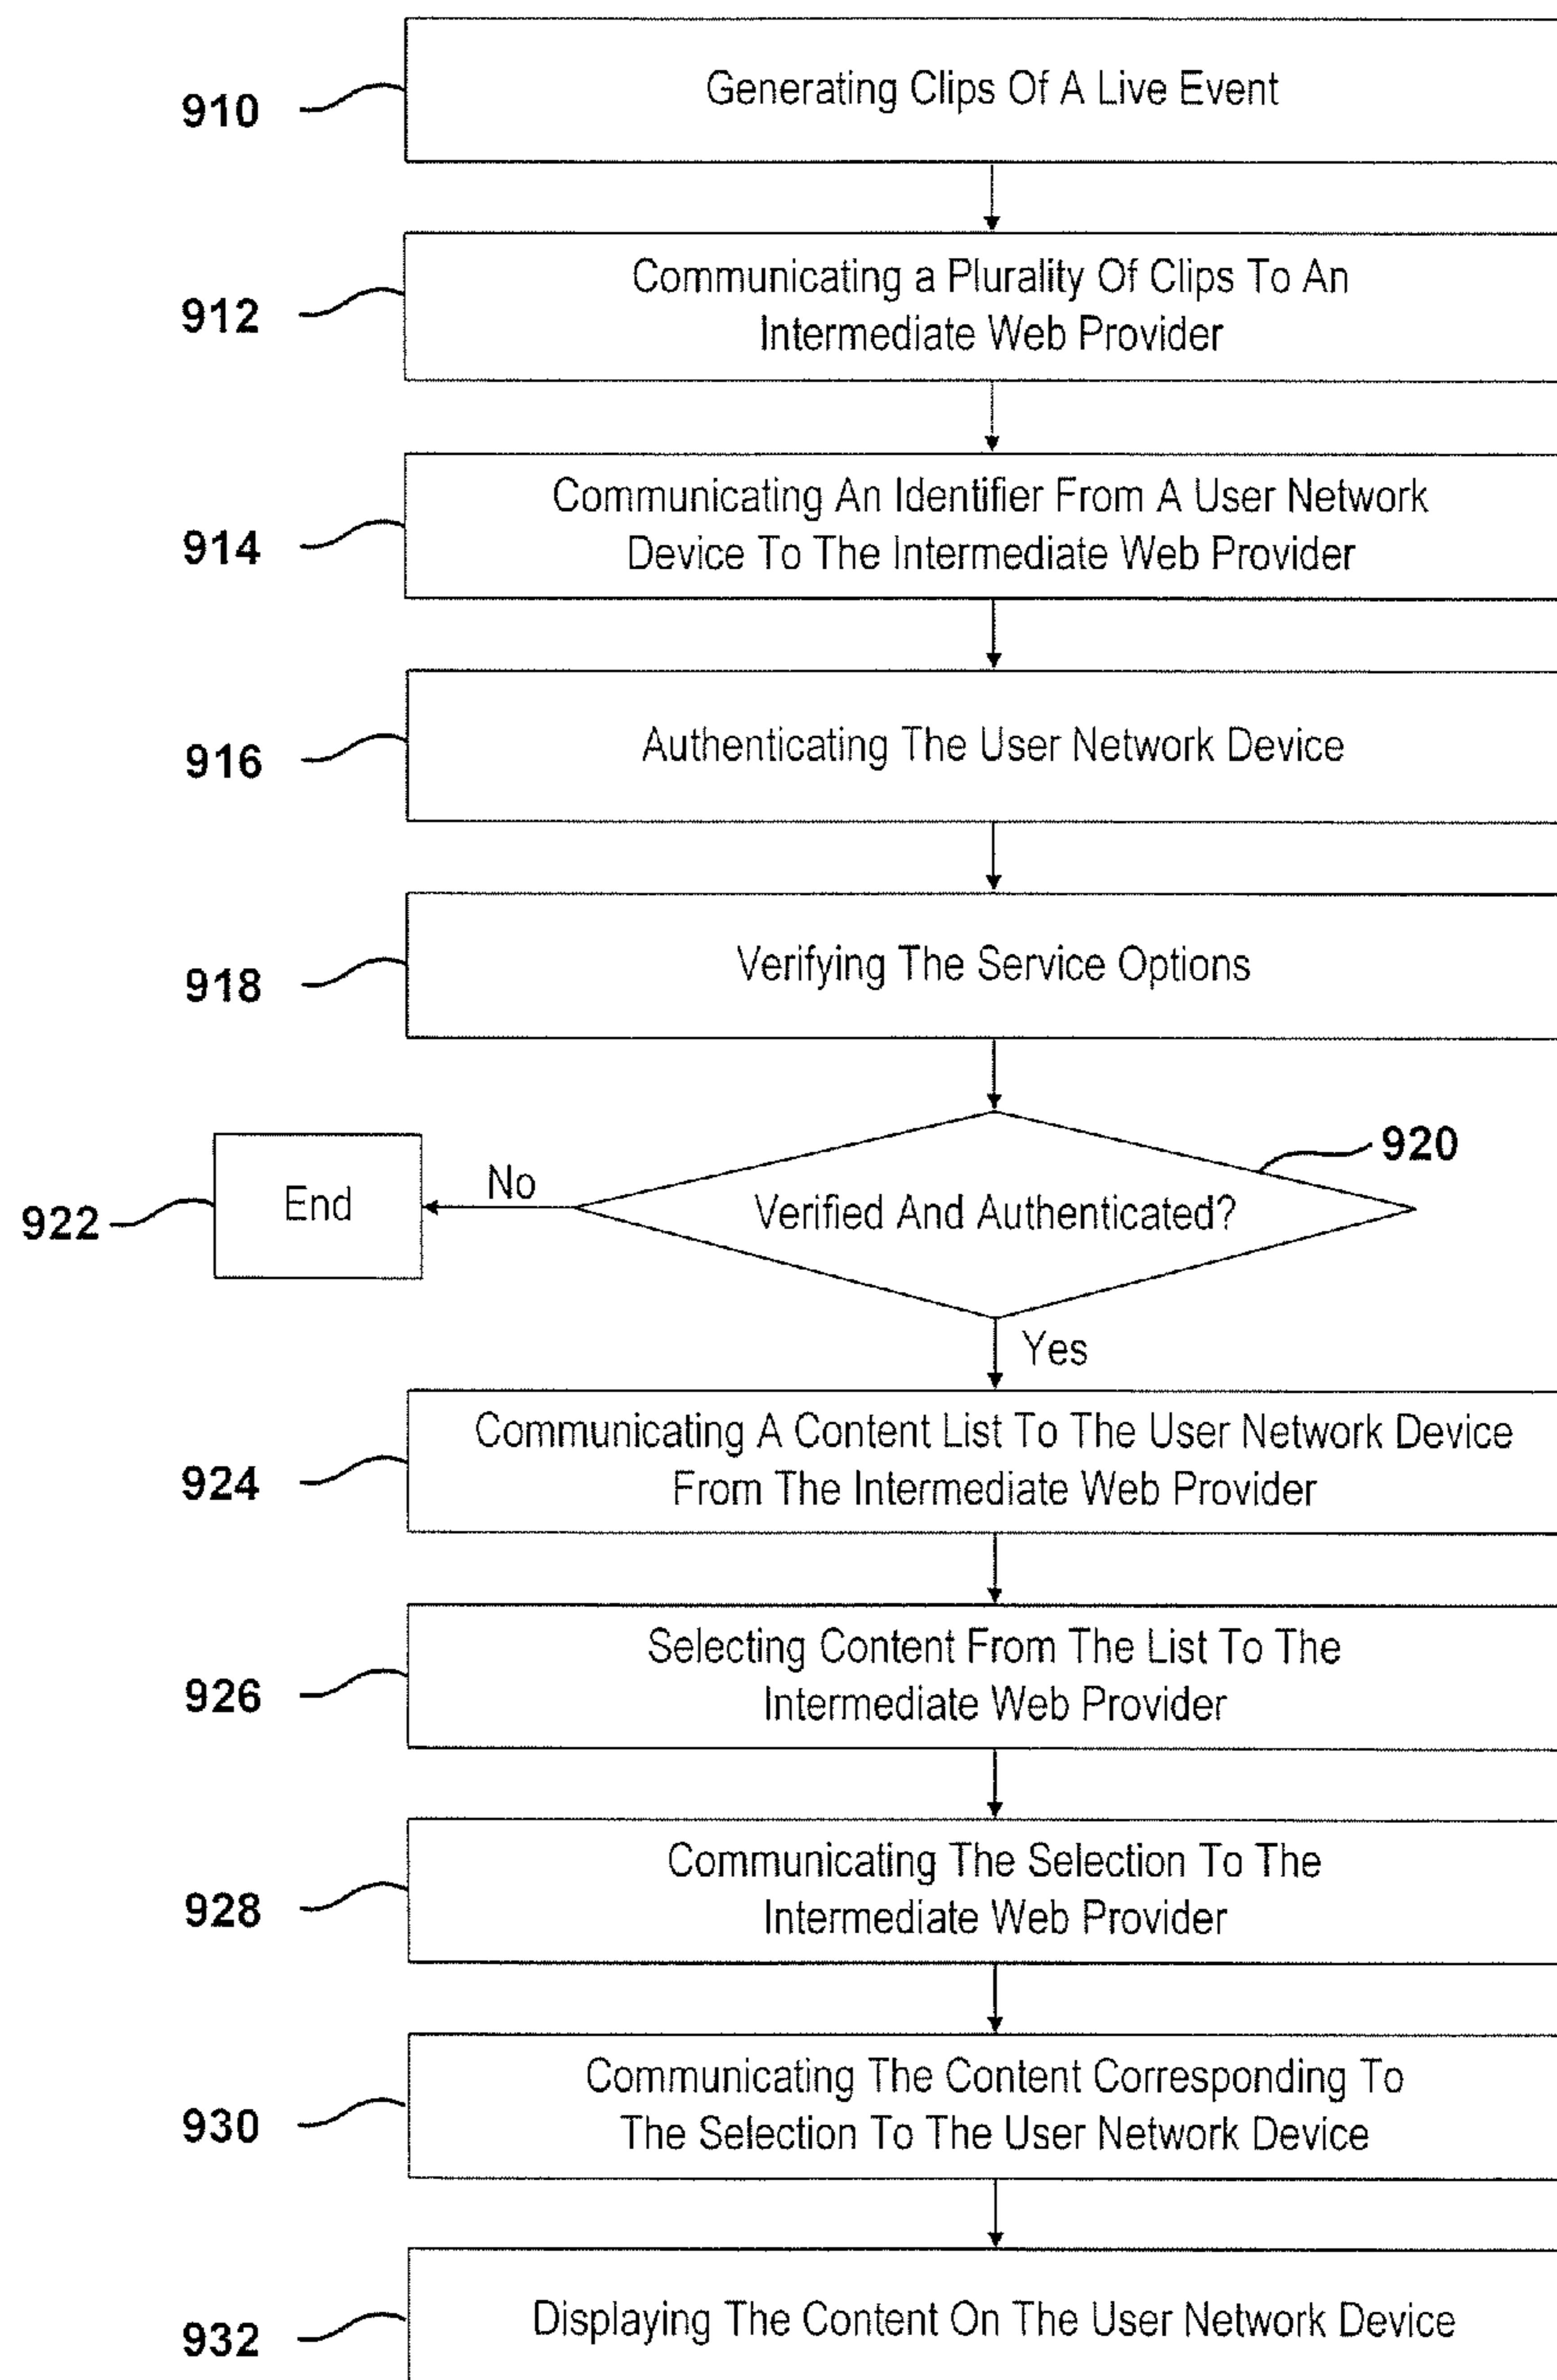 910
Generating Clips Of A Live Event
912
Communicating a Plurality Of Clips To An
Intermediate Web Provider
914
Communicating An Identifier From A User Network
Device To The Intermediate Web Provider
916
Authenticating The User Network Device
918
Verifying The Service Options
920
Verified And Authenticated?
No
End
922
Yes
924
Communicating A Content List To The User Network Device
From The Intermediate Web Provider
926
Selecting Content From The List To The
Intermediate Web Provider
928
Communicating The Selection To The
Intermediate Web Provider
930
Communicating The Content Corresponding To
The Selection To The User Network Device
932
Displaying The Content On The User Network Device